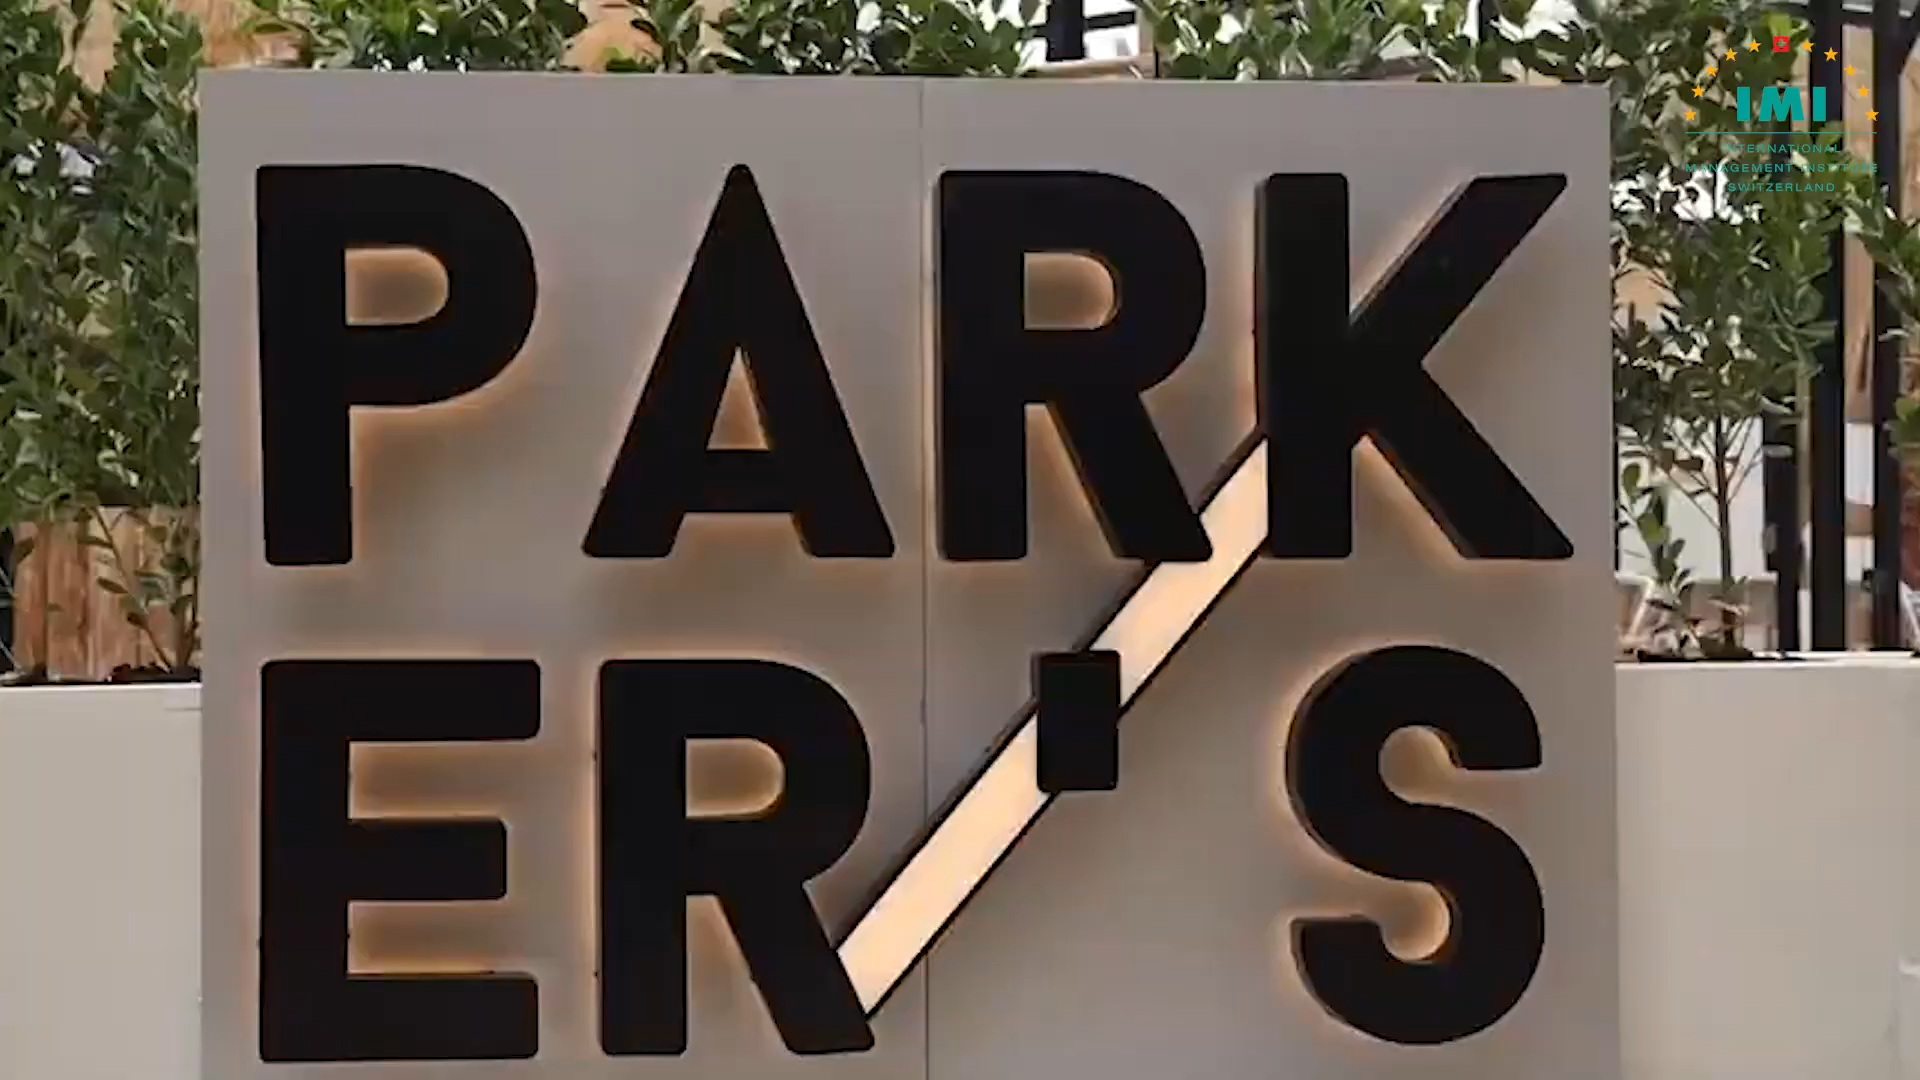 PARK
ER'S
IMI
INTERNATIONAL
MANAGEMENT INSTITUTE
SWITZERLAND